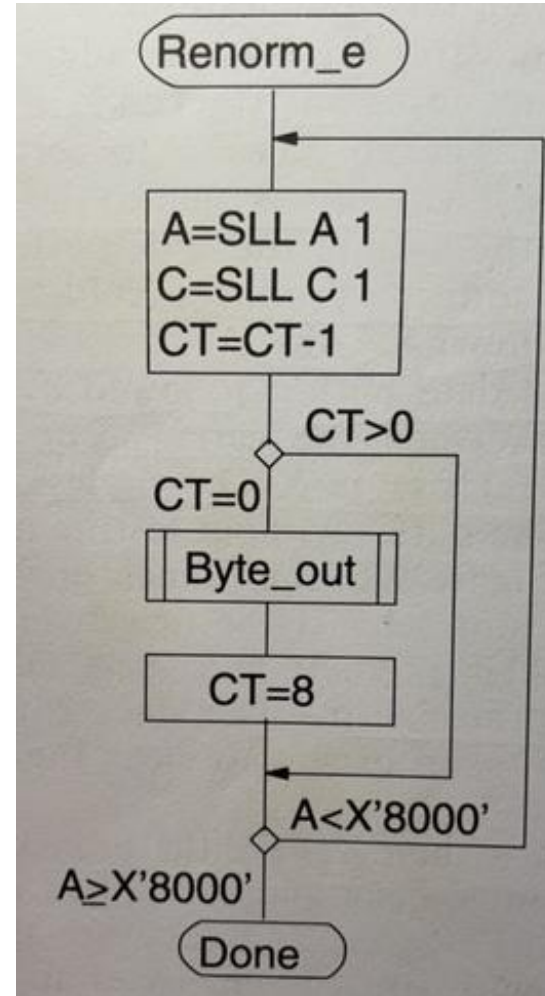 Renorm_e
A=SLL A 1
C=SLL C 1
CT=CT-1
CT>0
CT=0
Byte_out
CT=8
A<X'8000'
A≥X'8000'
Done